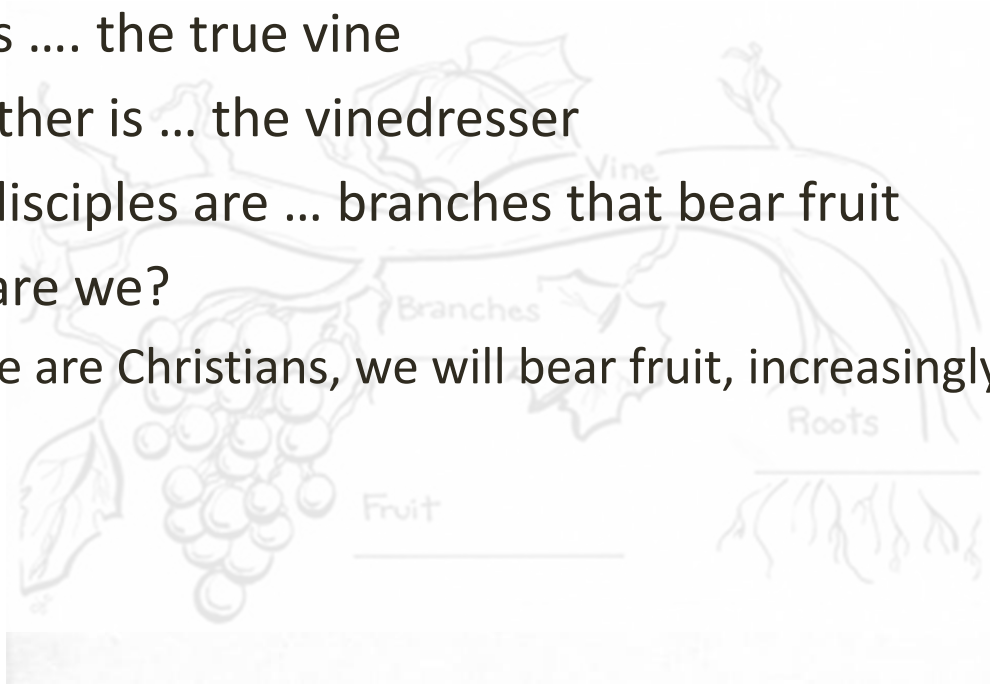 s .... the true vine
ther is ... the vinedresser
disciples are ... branches that bear fruit
are we?
e are Christians, we will bear fruit, increasingly
Vine
Branches
Roots
Fruit